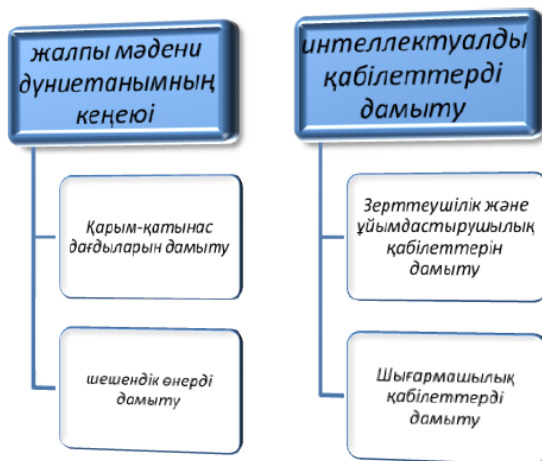 жалпы мәдени
дүниетанымның
кеңеюі
Қарым-қатынас
дағдыларын дамыту
шешендік өнерді
дамыту
интеллектуалды
қабілеттерді
дамыту
Зерттеушілік және
ұйымдастырушылық
қабілеттерін
дамыту
Шығармашылық
қабілеттерді
дамыту